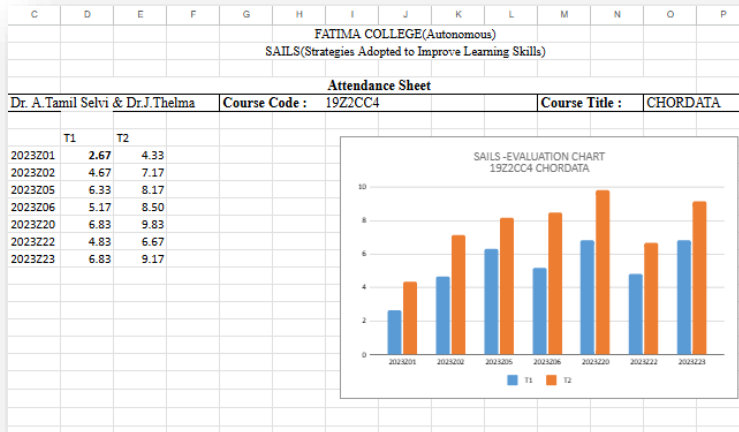 C D E F G H I J K L M N O P
FATIMA COLLEGE(Autonomous)
SAILS(Strategies Adopted to Improve Learning Skills)
Attendance Sheet
Dr. A.Tamil Selvi & Dr.J.Thelma Course Code : 19Z2CC4 Course Title : CHORDATA
T1 T2
2023Z01 2.67 4.33
2023Z02 4.67 7.17
2023Z05 6.33 8.17
2023Z06 5.17 8.50
2023Z20 6.83 9.83
2023Z22 4.83 6.67
2023Z23 6.83 9.17
SAILS -EVALUATION CHART
19Z2CC4 CHORDATA
10
8
6
4
2
0
2023Z01 2023Z02 2023Z05 2023Z06 2023Z20 2023Z22 2023Z23
T1 T2